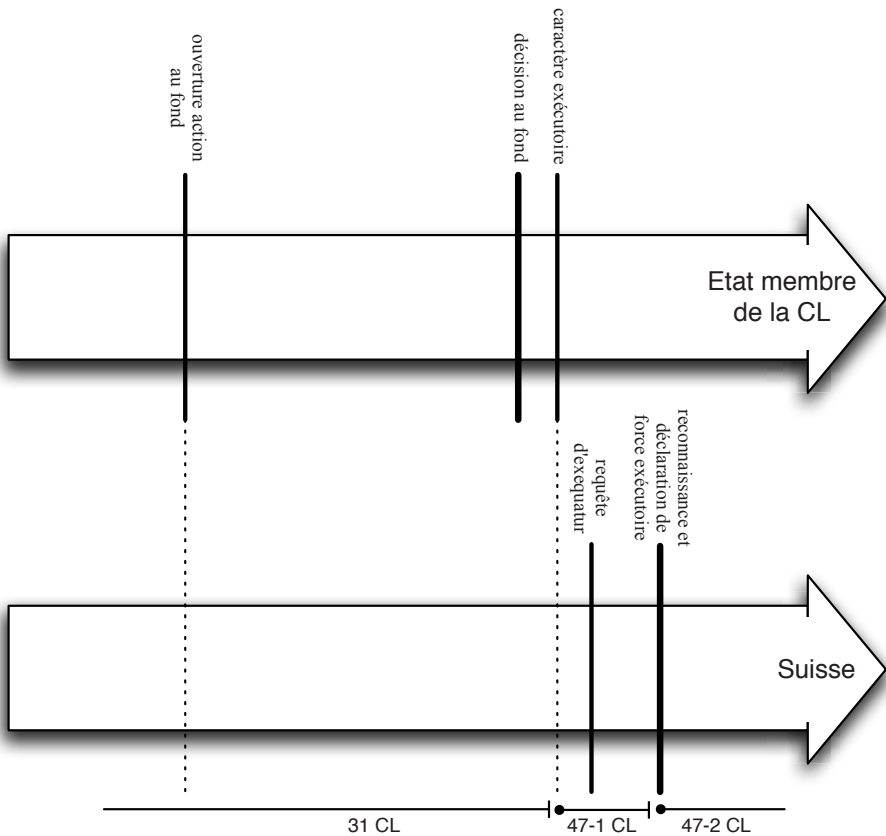 ouverture action
au fond
décision au fond
caractère exécutoire
Etat membre
de la CL
requête
d'exequatur
reconnaissance et
déclaration de
force exécutoire
Suisse
31 CL
47-1 CL
47-2 CL